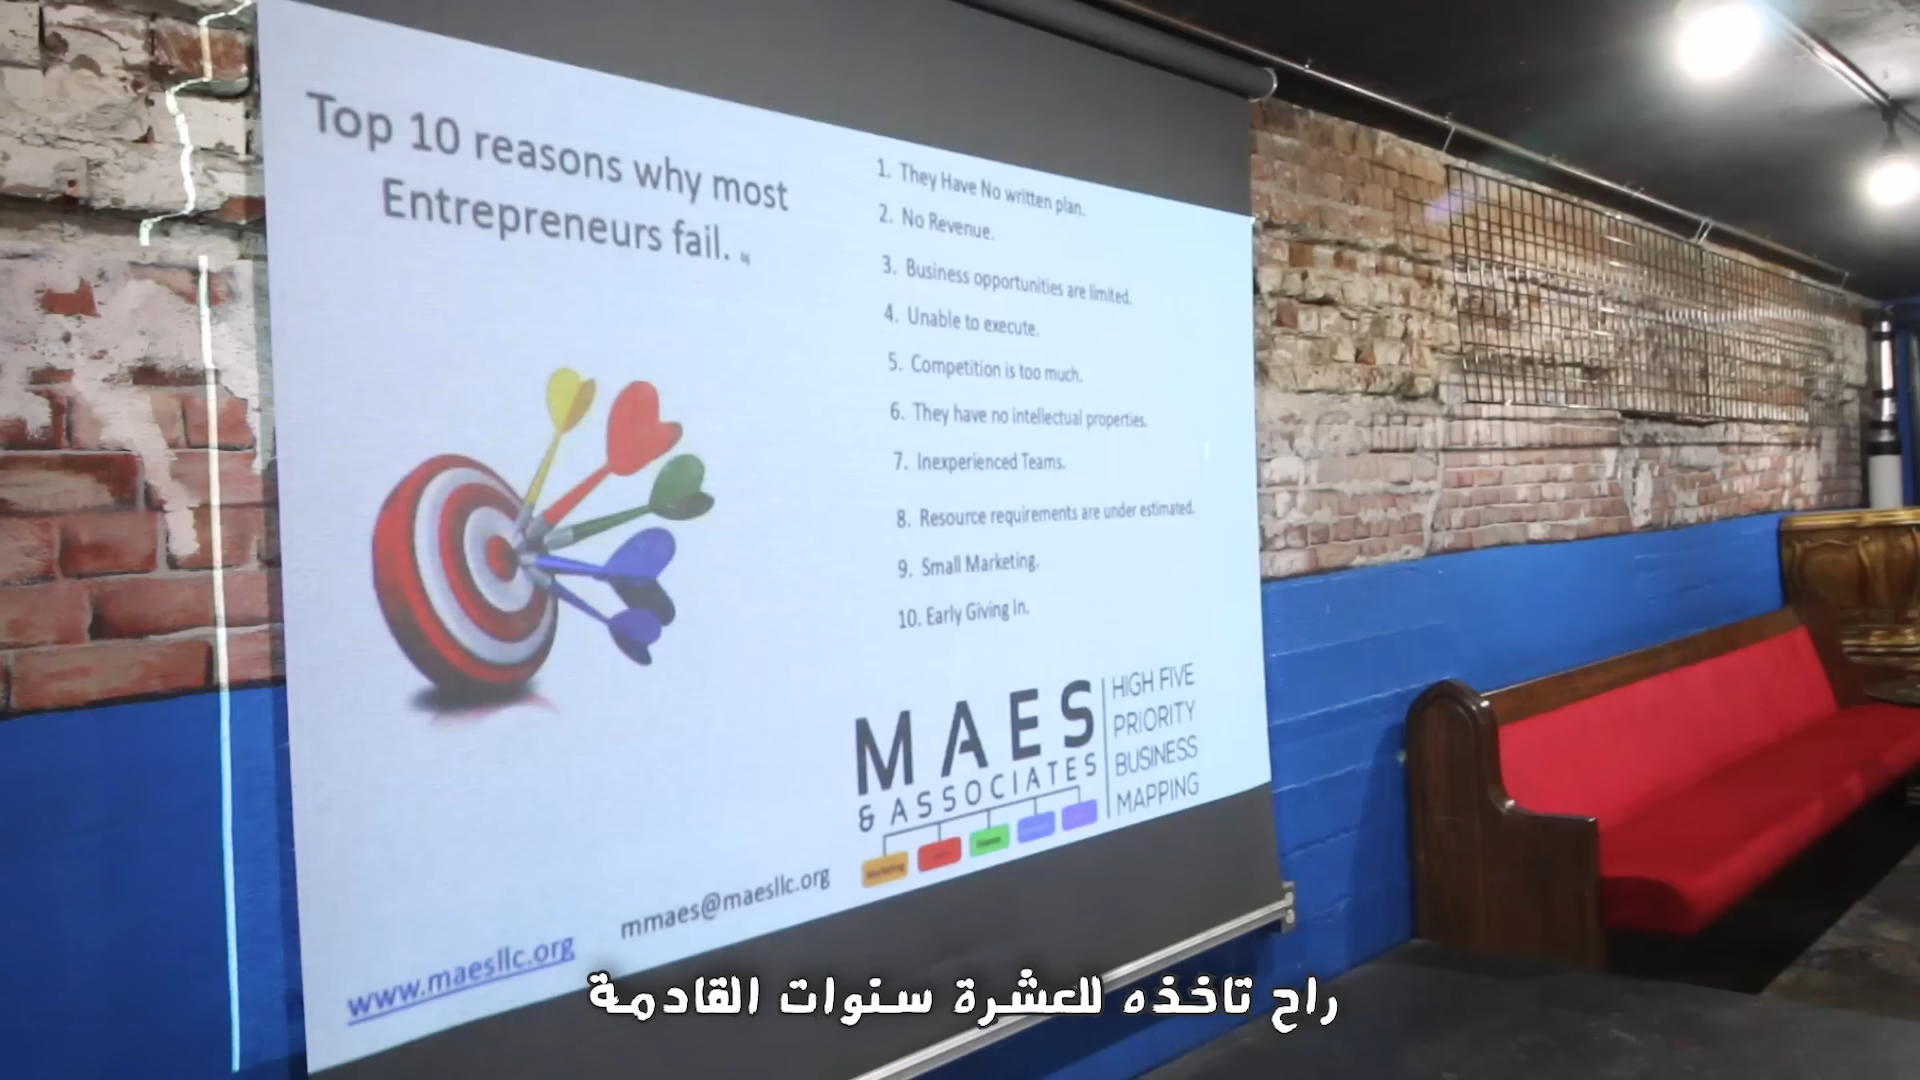 Top 10 reasons why most
Entrepreneurs fail.
1. They Have No written plan.
2. No Revenue.
3. Business opportunities are limited.
4. Unable to execute.
5. Competition is too much.
6. They have no intellectual properties.
7. Inexperienced Teams.
8. Resource requirements are under estimated.
9. Small Marketing.
10. Early Giving In.
MAES
& ASSOCIATES
HIGH FIVE
PRIORITY
BUSINESS
MAPPING
Marketing
Finance
mmaes@maesllc.org
www.maesllc.org
راح تاخذه للعشرة سنوات القادمة